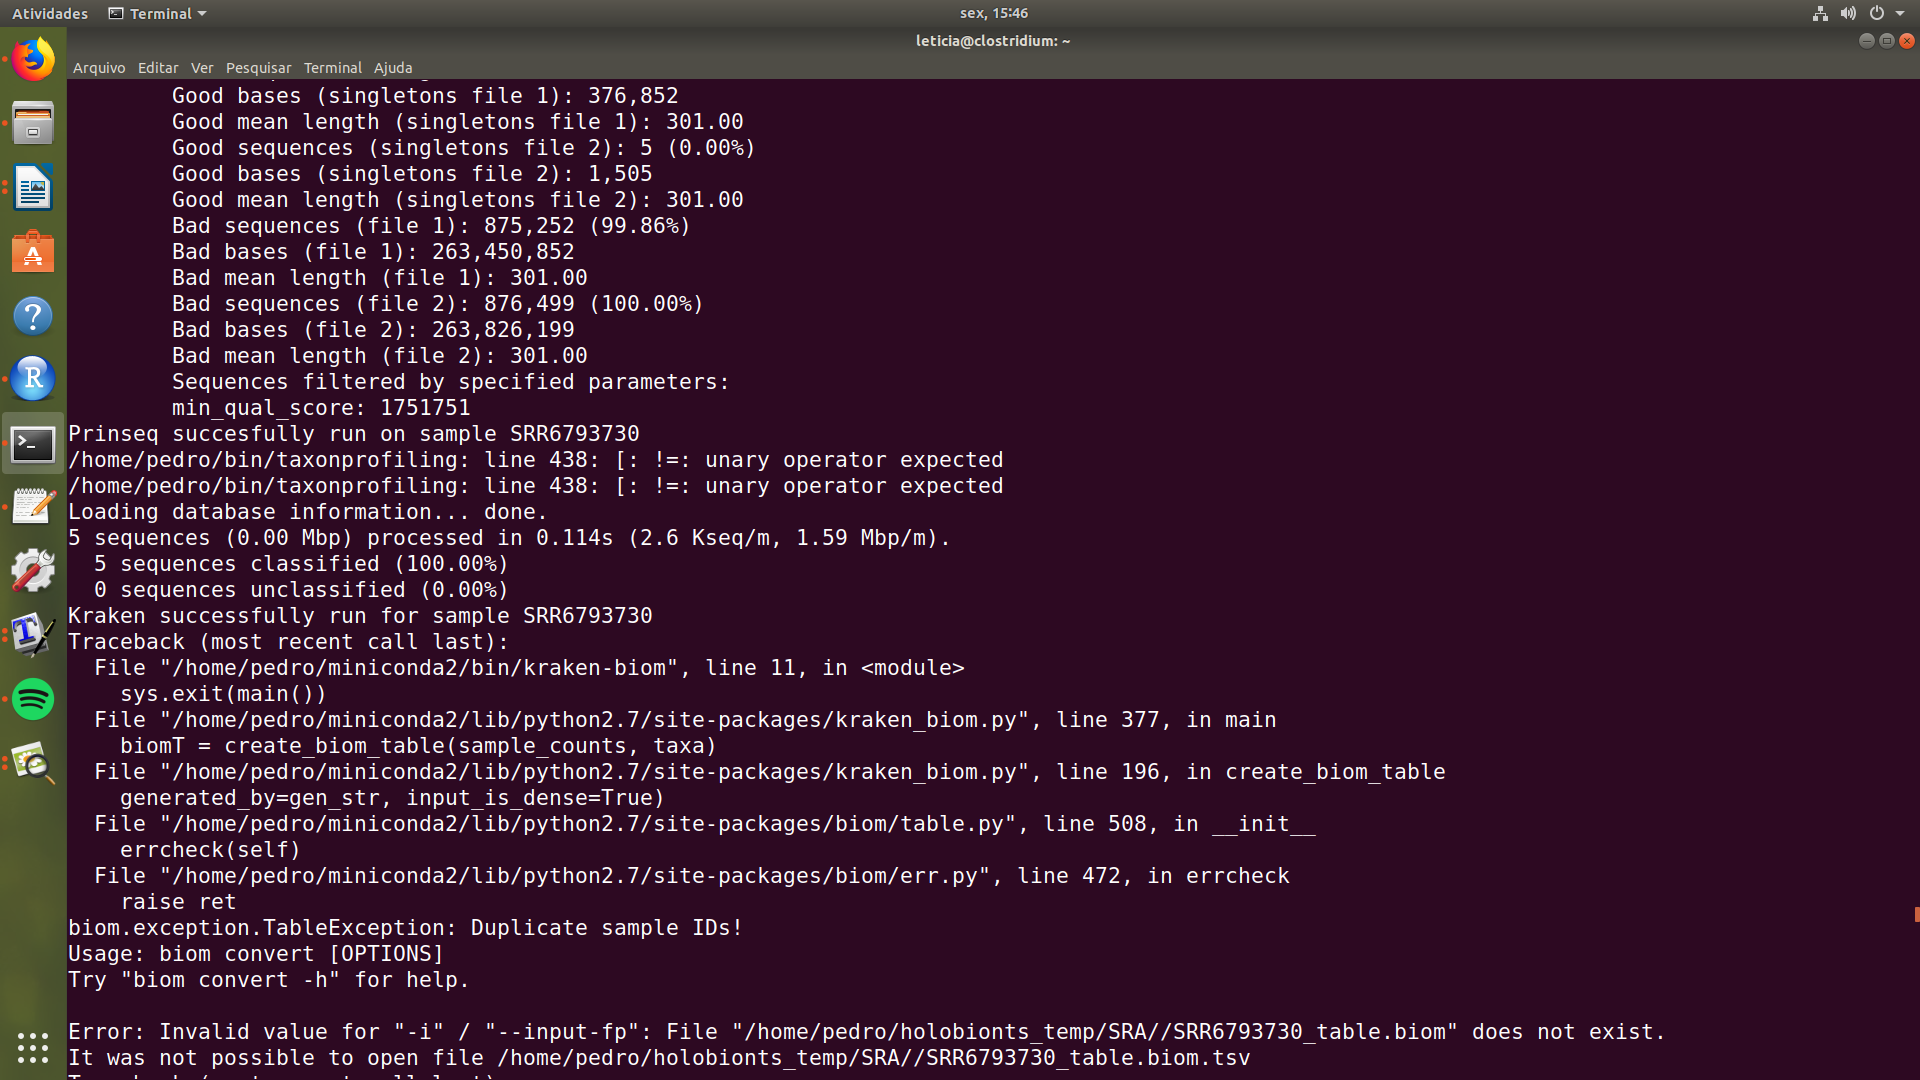 Atividades
Terminal
sex, 15:46
leticia@clostridium: ~
Arquivo Editar Ver Pesquisar Terminal Ajuda
Good bases (singletons file 1): 376,852
Good mean length (singletons file 1): 301.00
Good sequences (singletons file 2): 5 (0.00%)
Good bases (singletons file 2): 1,505
Good mean length (singletons file 2): 301.00
Bad sequences (file 1): 875,252 (99.86%)
Bad bases (file 1): 263,450,852
Bad mean length (file 1): 301.00
Bad sequences (file 2): 876,499 (100.00%)
Bad bases (file 2): 263,826,199
Bad mean length (file 2): 301.00
Sequences filtered by specified parameters:
min_qual_score: 1751751
Prinseq succesfully run on sample SRR6793730
/home/pedro/bin/taxonprofiling: line 438: [: !=: unary operator expected
/home/pedro/bin/taxonprofiling: line 438: [: !=: unary operator expected
Loading database information... done.
5 sequences (0.00 Mbp) processed in 0.114s (2.6 Kseq/m, 1.59 Mbp/m).
5 sequences classified (100.00%)
0 sequences unclassified (0.00%)
Kraken successfully run for sample SRR6793730
Traceback (most recent call last):
File "/home/pedro/miniconda2/bin/kraken-biom", line 11, in <module>
sys.exit(main())
File "/home/pedro/miniconda2/lib/python2.7/site-packages/kraken_biom.py", line 377, in main
biomT = create_biom_table(sample_counts, taxa)
File "/home/pedro/miniconda2/lib/python2.7/site-packages/kraken_biom.py", line 196, in create_biom_table
generated_by=gen_str, input_is_dense=True)
File "/home/pedro/miniconda2/lib/python2.7/site-packages/biom/table.py", line 508, in __init__
errcheck(self)
File "/home/pedro/miniconda2/lib/python2.7/site-packages/biom/err.py", line 472, in errcheck
raise ret
biom.exception.TableException: Duplicate sample IDs!
Usage: biom convert [OPTIONS]
Try "biom convert -h" for help.
Error: Invalid value for "-i" / "--input-fp": File "/home/pedro/holobionts_temp/SRA//SRR6793730_table.biom" does not exist.
It was not possible to open file /home/pedro/holobionts_temp/SRA//SRR6793730_table.biom.tsv